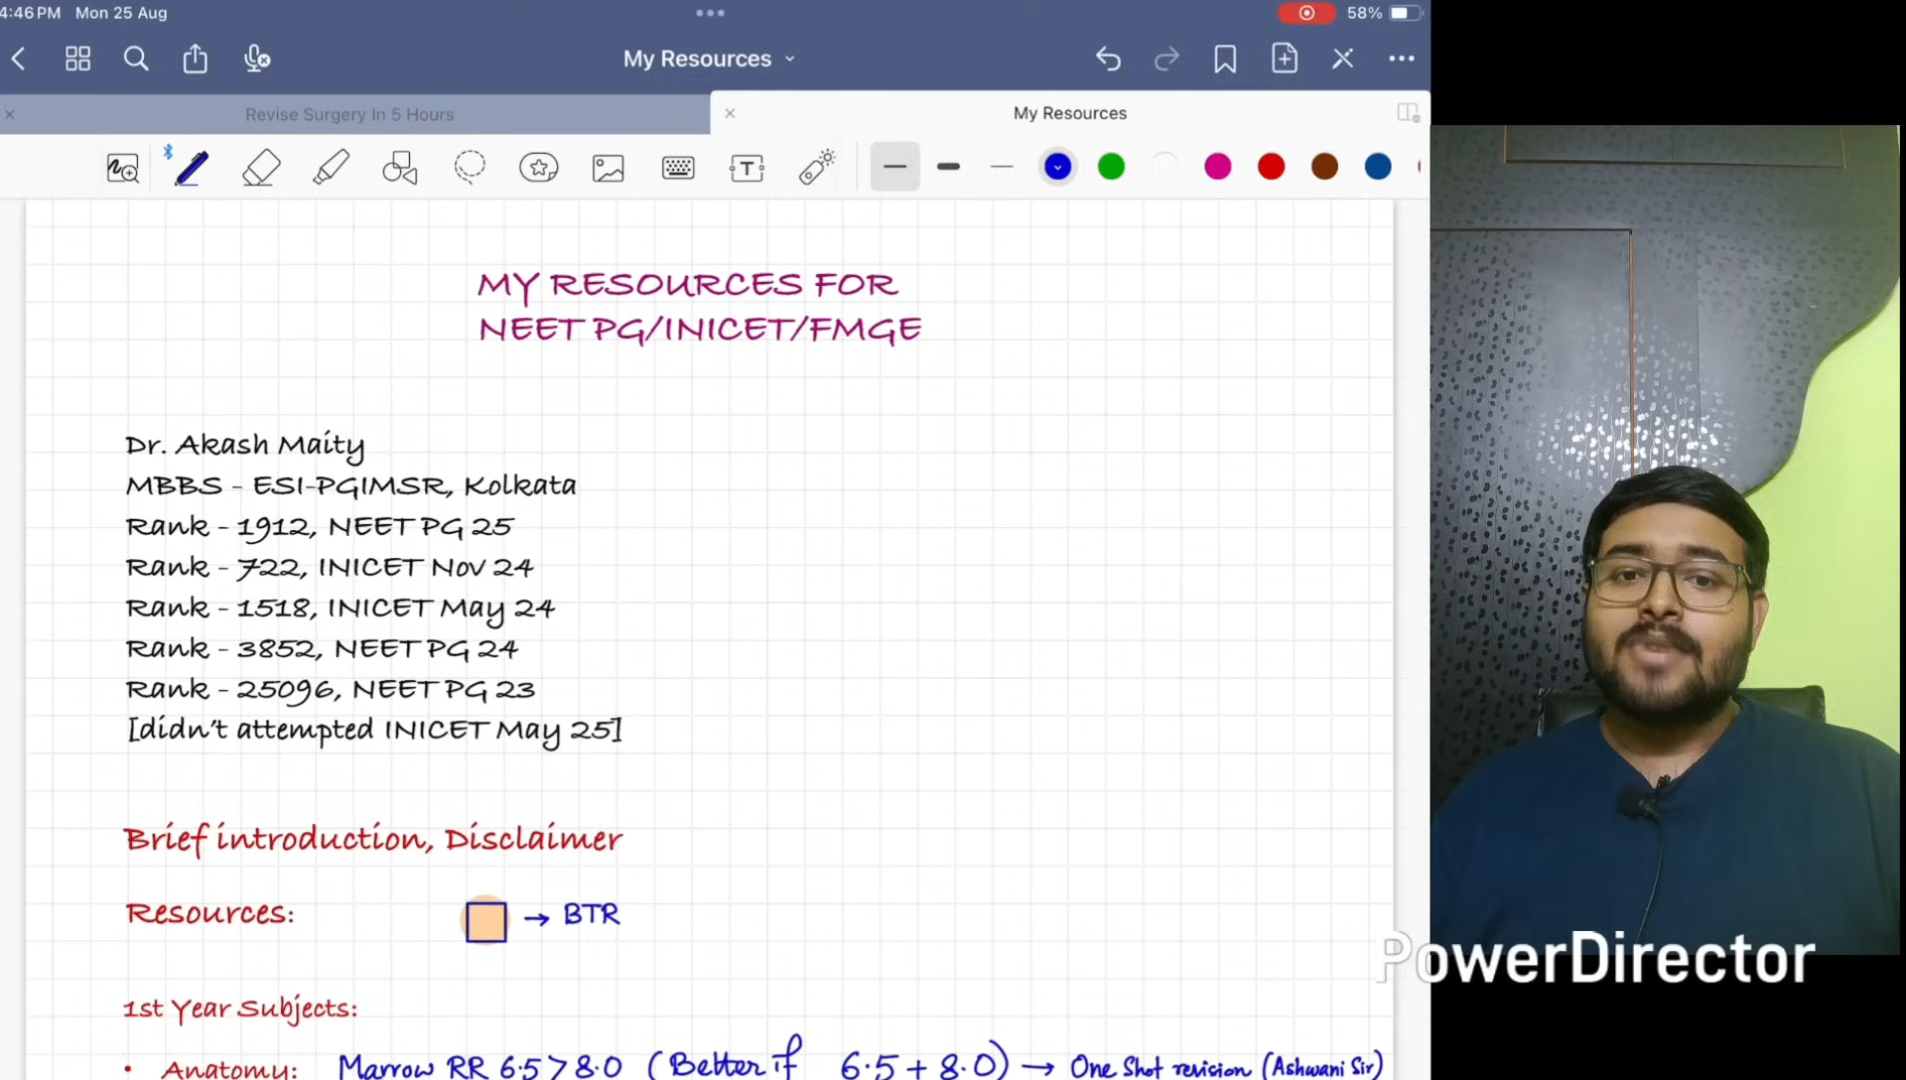 4:46 PM Mon 25 Aug
58%
My Resources
Revise Surgery In 5 Hours
My Resources
MY RESOURCES FOR
NEET PG/INICET/FMGE
Dr. Akash Maity
MBBS - ESI-PGIMSR, Kolkata
Rank - 1912, NEET PG 25
Rank - 722, INICET Nov 24
Rank - 1518, INICET May 24
Rank - 3852, NEET PG 24
Rank - 25096, NEET PG 23
[didn't attempted INICET May 25]
Brief introduction, Disclaimer
Resources: → BTR
1st Year Subjects:
• Anatomy: Marrow RR 6.5 > 8.0 (Better if 6.5 + 8.0) → One Shot revision (Ashwani Sir)
PowerDirector